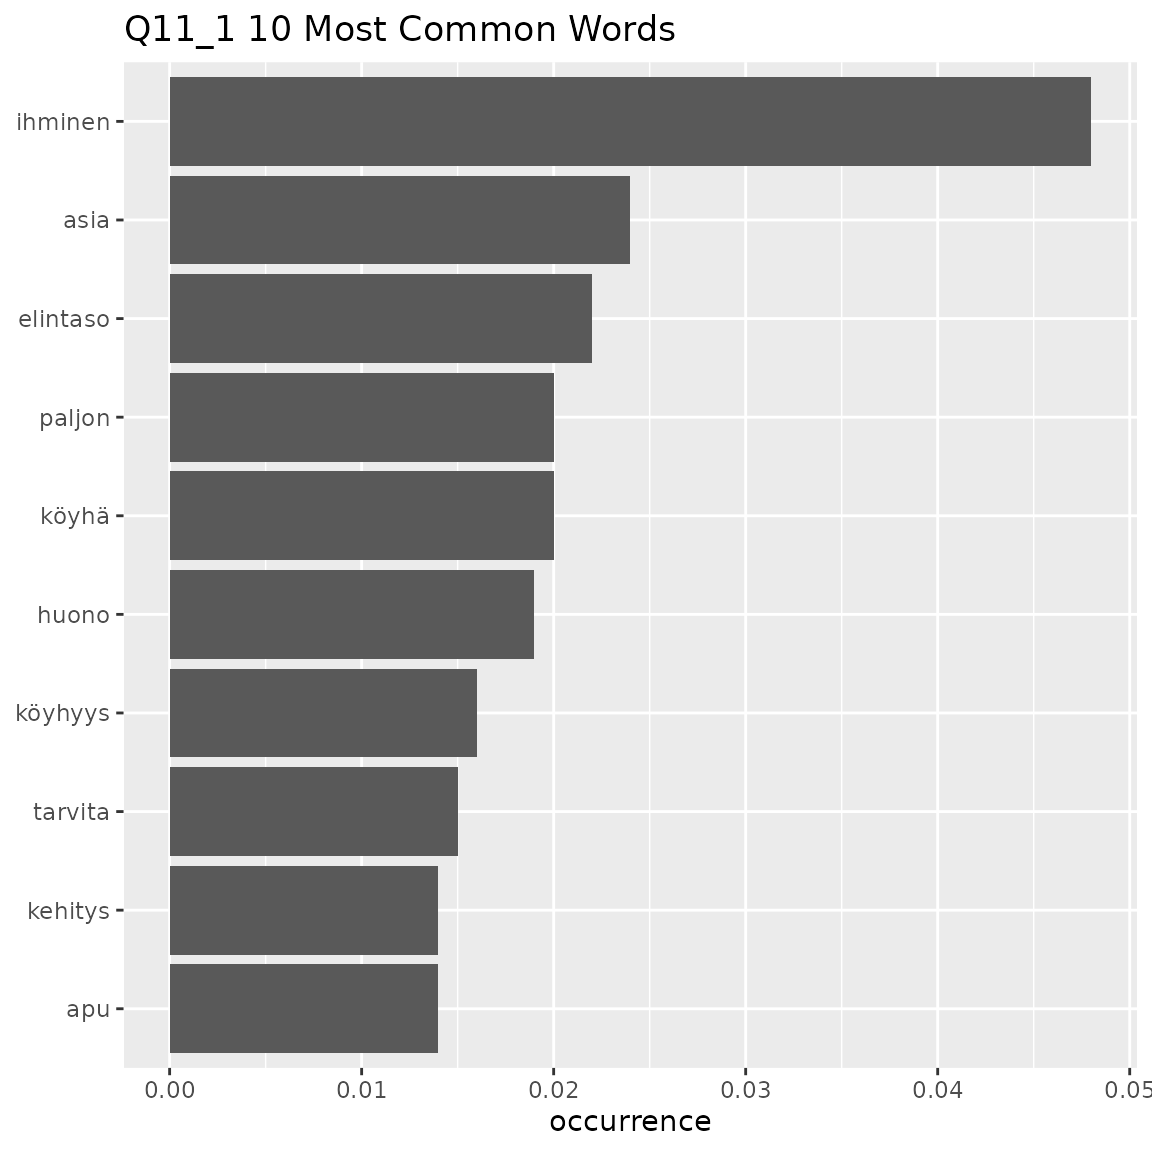 Q11_1 10 Most Common Words
ihminen
asia
elintaso
paljon
köyhä
huono
köyhyys
tarvita
kehitys
apu
0.00 0.01 0.02 0.03 0.04 0.05
occurrence